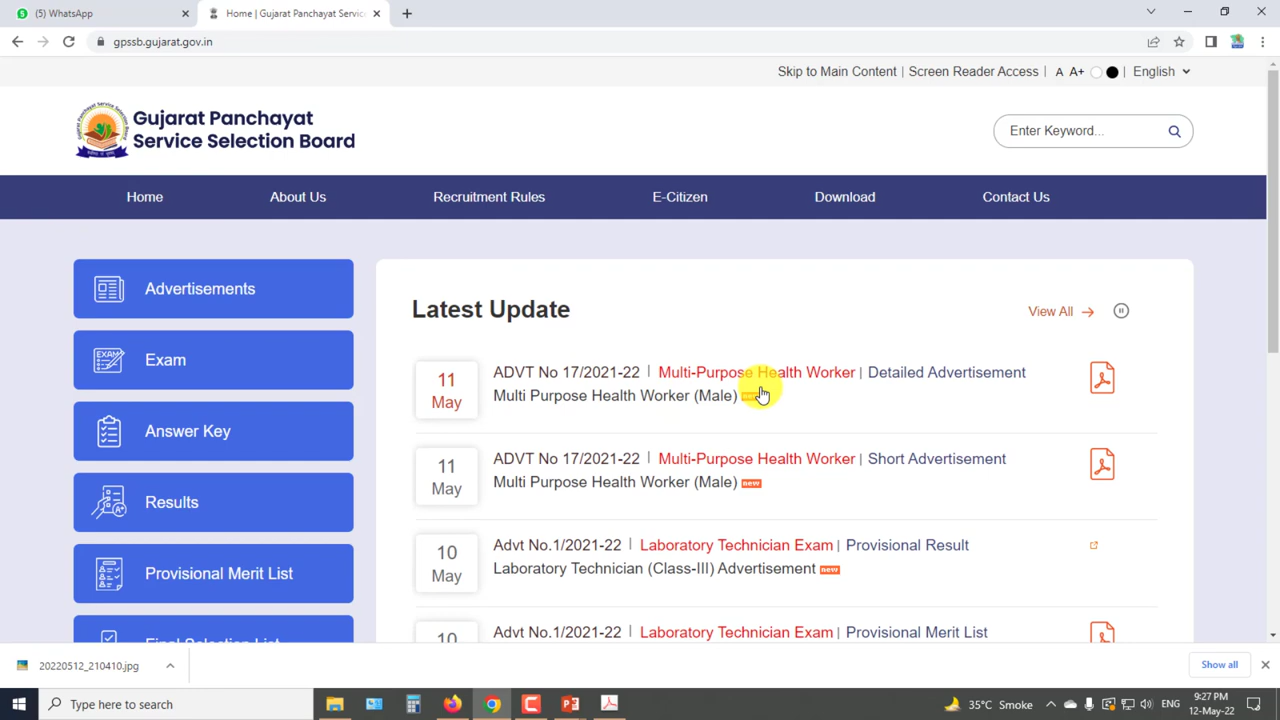 (5) WhatsApp
Home | Gujarat Panchayat Service
gpssb.gujarat.gov.in
Skip to Main Content | Screen Reader Access | A A+ | English
Gujarat Panchayat
Service Selection Board
Enter Keyword...
Home About Us Recruitment Rules E-Citizen Download Contact Us
Advertisements
Exam
Answer Key
Results
Provisional Merit List
Final Selection List
Latest Update
View All
11
May
ADVT No 17/2021-22 | Multi-Purpose Health Worker | Detailed Advertisement
Multi Purpose Health Worker (Male)
11
May
ADVT No 17/2021-22 | Multi-Purpose Health Worker | Short Advertisement
Multi Purpose Health Worker (Male) new
10
May
Advt No.1/2021-22 | Laboratory Technician Exam | Provisional Result
Laboratory Technician (Class-III) Advertisement new
10
Advt No.1/2021-22 | Laboratory Technician Exam | Provisional Merit List
20220512_210410.jpg
Show all
Type here to search
35°C Smoke
ENG
9:27 PM
12-May-22